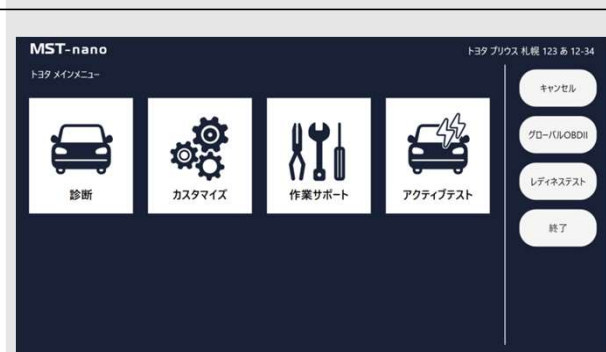 MST-nano
トヨタ プリウス 札幌 123 あ 12-34
トヨタ メインメニュー
キャンセル
グローバルOBDII
レディネステスト
終了
診断
カスタマイズ
作業サポート
アクティブテスト